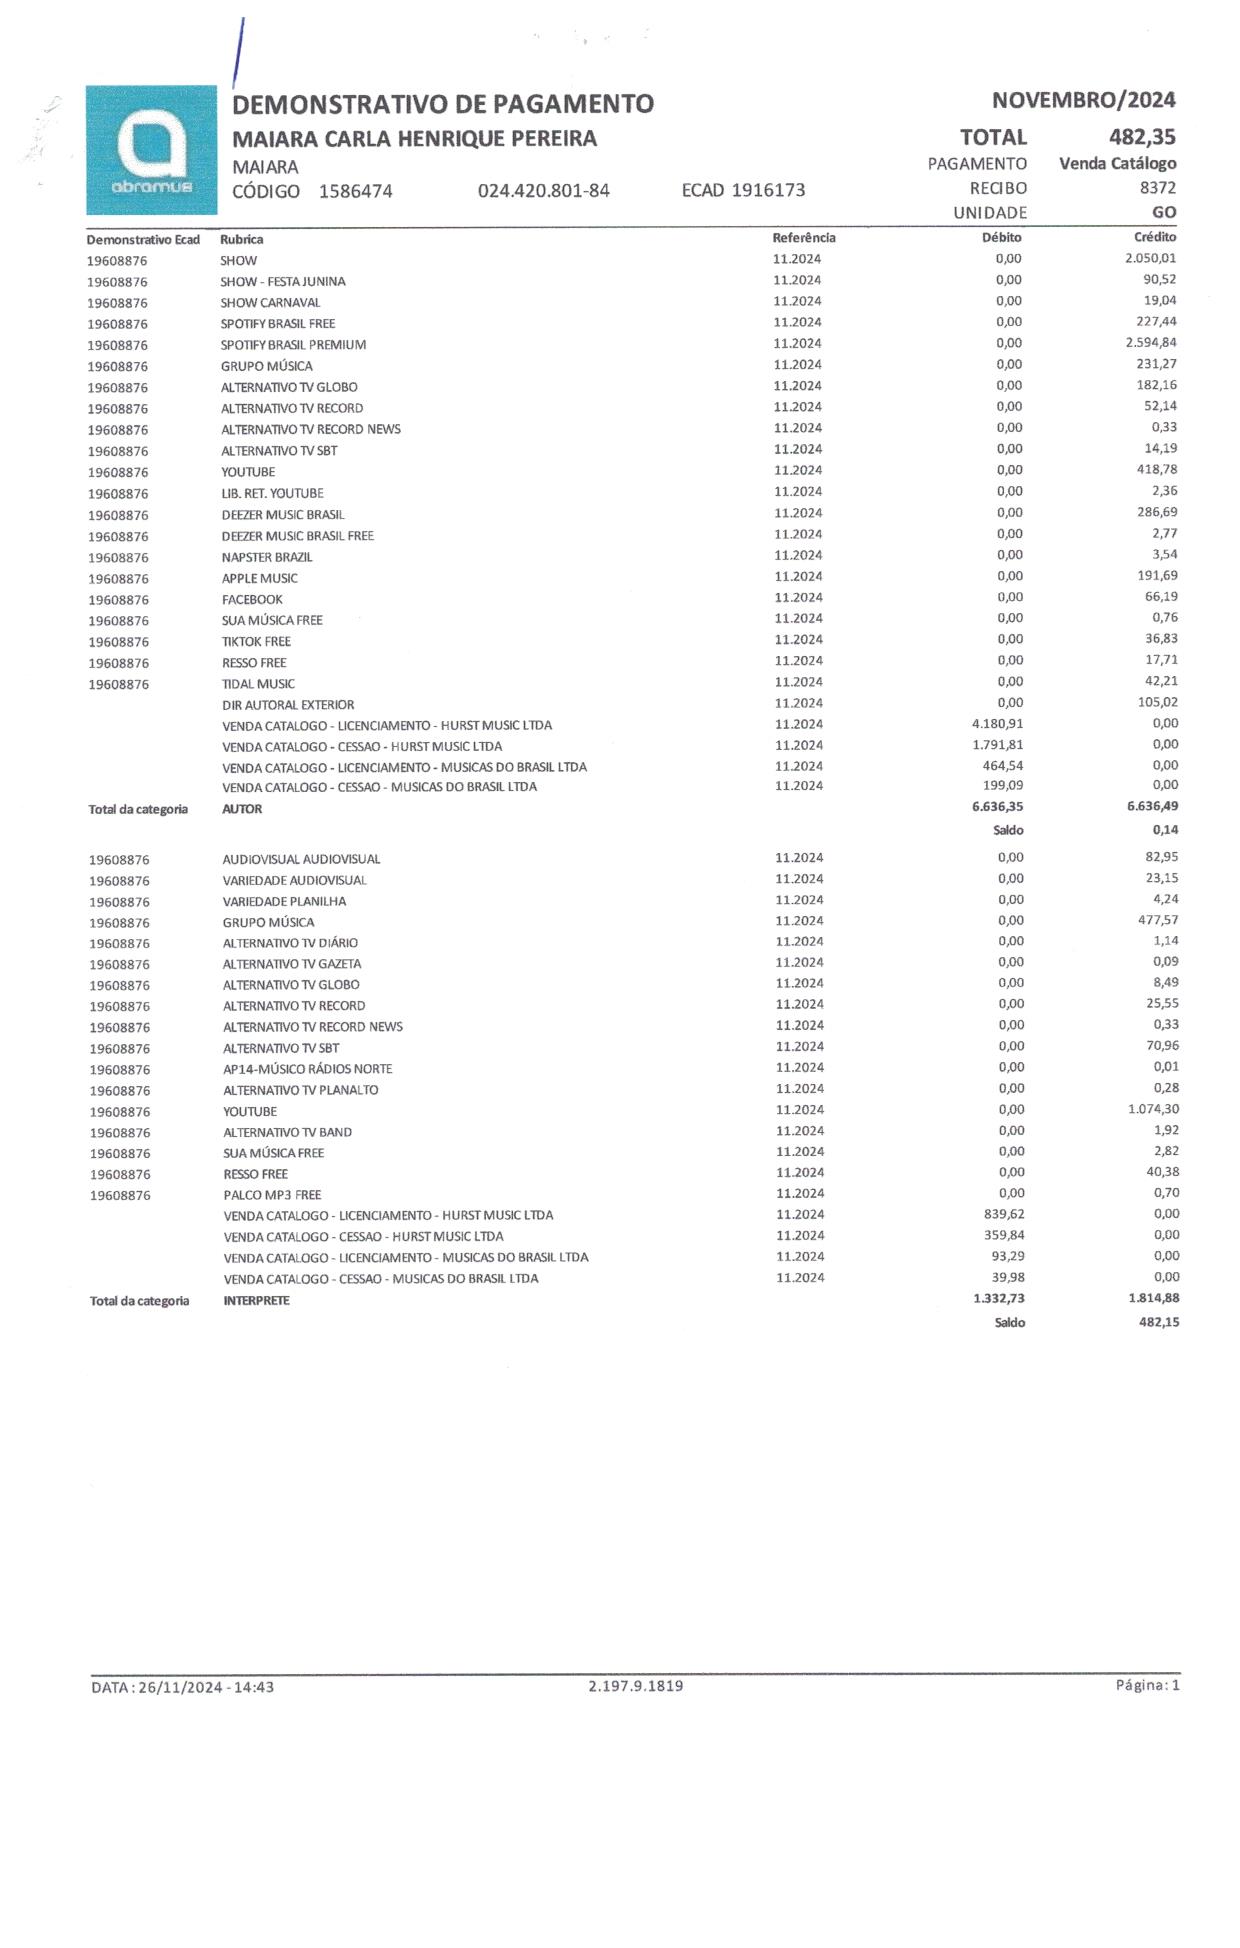 abramus
DEMONSTRATIVO DE PAGAMENTO NOVEMBRO/2024
MAIARA CARLA HENRIQUE PEREIRA TOTAL 482,35
MAIARA PAGAMENTO Venda Catálogo
CÓDIGO 1586474 024.420.801-84 ECAD 1916173 RECIBO 8372
UNIDADE GO
Demonstrativo Ecad Rubrica Referência Débito Crédito
19608876 SHOW 11.2024 0,00 2.050,01
19608876 SHOW - FESTA JUNINA 11.2024 0,00 90,52
19608876 SHOW CARNAVAL 11.2024 0,00 19,04
19608876 SPOTIFY BRASIL FREE 11.2024 0,00 227,44
19608876 SPOTIFY BRASIL PREMIUM 11.2024 0,00 2.594,84
19608876 GRUPO MÚSICA 11.2024 0,00 231,27
19608876 ALTERNATIVO TV GLOBO 11.2024 0,00 182,16
19608876 ALTERNATIVO TV RECORD 11.2024 0,00 52,14
19608876 ALTERNATIVO TV RECORD NEWS 11.2024 0,00 0,33
19608876 ALTERNATIVO TV SBT 11.2024 0,00 14,19
19608876 YOUTUBE 11.2024 0,00 418,78
19608876 LIB. RET. YOUTUBE 11.2024 0,00 2,36
19608876 DEEZER MUSIC BRASIL 11.2024 0,00 286,69
19608876 DEEZER MUSIC BRASIL FREE 11.2024 0,00 2,77
19608876 NAPSTER BRAZIL 11.2024 0,00 3,54
19608876 APPLE MUSIC 11.2024 0,00 191,69
19608876 FACEBOOK 11.2024 0,00 66,19
19608876 SUA MÚSICA FREE 11.2024 0,00 0,76
19608876 TIKTOK FREE 11.2024 0,00 36,83
19608876 RESSO FREE 11.2024 0,00 17,71
19608876 TIDAL MUSIC 11.2024 0,00 42,21
DIR AUTORAL EXTERIOR 11.2024 0,00 105,02
VENDA CATALOGO - LICENCIAMENTO - HURST MUSIC LTDA 11.2024 4.180,91 0,00
VENDA CATALOGO - CESSAO - HURST MUSIC LTDA 11.2024 1.791,81 0,00
VENDA CATALOGO - LICENCIAMENTO - MUSICAS DO BRASIL LTDA 11.2024 464,54 0,00
VENDA CATALOGO - CESSAO - MUSICAS DO BRASIL LTDA 11.2024 199,09 0,00
Total da categoria AUTOR 6.636,35 6.636,49
Saldo 0,14
19608876 AUDIOVISUAL AUDIOVISUAL 11.2024 0,00 82,95
19608876 VARIEDADE AUDIOVISUAL 11.2024 0,00 23,15
19608876 VARIEDADE PLANILHA 11.2024 0,00 4,24
19608876 GRUPO MÚSICA 11.2024 0,00 477,57
19608876 ALTERNATIVO TV DIÁRIO 11.2024 0,00 1,14
19608876 ALTERNATIVO TV GAZETA 11.2024 0,00 0,09
19608876 ALTERNATIVO TV GLOBO 11.2024 0,00 8,49
19608876 ALTERNATIVO TV RECORD 11.2024 0,00 25,55
19608876 ALTERNATIVO TV RECORD NEWS 11.2024 0,00 0,33
19608876 ALTERNATIVO TV SBT 11.2024 0,00 70,96
19608876 AP14-MÚSICO RÁDIOS NORTE 11.2024 0,00 0,01
19608876 ALTERNATIVO TV PLANALTO 11.2024 0,00 0,28
19608876 YOUTUBE 11.2024 0,00 1.074,30
19608876 ALTERNATIVO TV BAND 11.2024 0,00 1,92
19608876 SUA MÚSICA FREE 11.2024 0,00 2,82
19608876 RESSO FREE 11.2024 0,00 40,38
19608876 PALCO MP3 FREE 11.2024 0,00 0,70
VENDA CATALOGO - LICENCIAMENTO - HURST MUSIC LTDA 11.2024 839,62 0,00
VENDA CATALOGO - CESSAO - HURST MUSIC LTDA 11.2024 359,84 0,00
VENDA CATALOGO - LICENCIAMENTO - MUSICAS DO BRASIL LTDA 11.2024 93,29 0,00
VENDA CATALOGO - CESSAO - MUSICAS DO BRASIL LTDA 11.2024 39,98 0,00
Total da categoria INTERPRETE 1.332,73 1.814,88
Saldo 482,15
DATA : 26/11/2024 - 14:43 2.197.9.1819 Página: 1